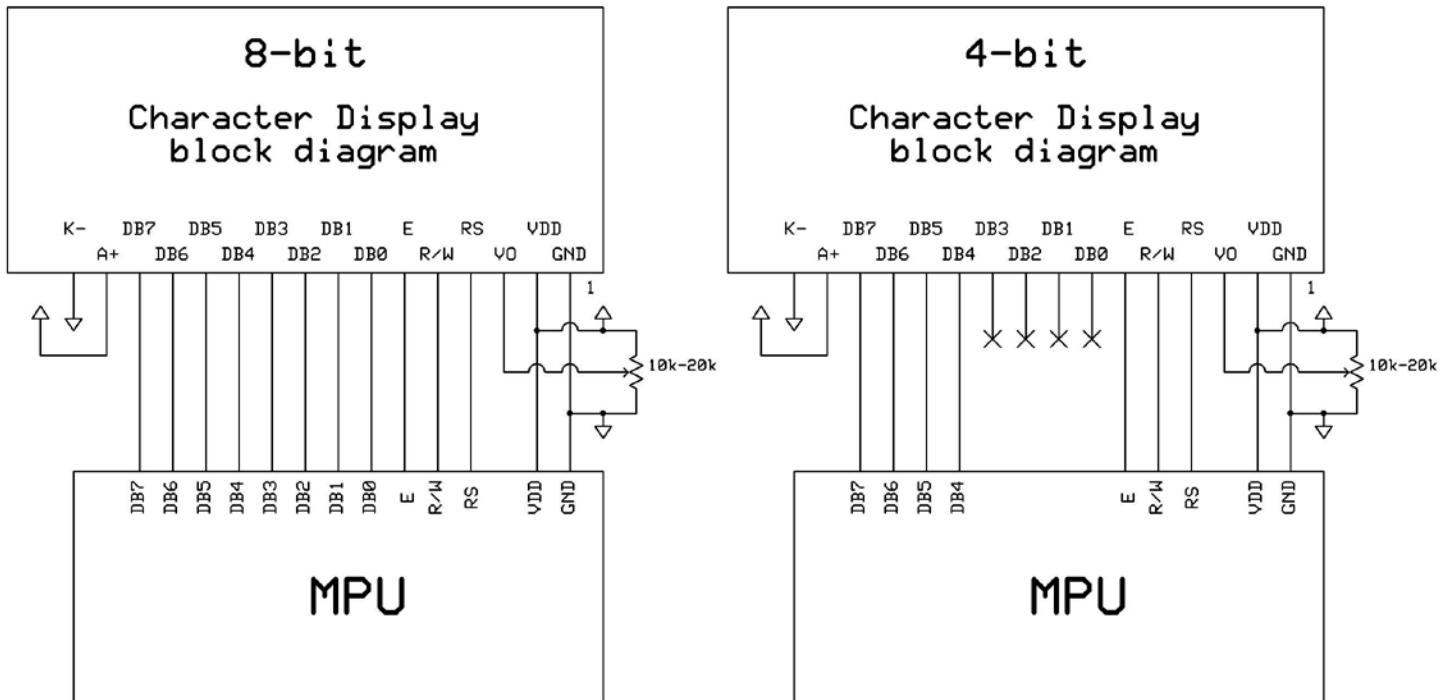 8-bit
Character Display
block diagram
K- DB7 DB5 DB3 DB1 E RS VDD
A+ DB6 DB4 DB2 DB0 R/W VO GND
1
10k-20k
DB7 DB6 DB5 DB4 DB3 DB2 DB1 DB0 E R/W RS VDD GND
MPU
4-bit
Character Display
block diagram
K- DB7 DB5 DB3 DB1 E RS VDD
A+ DB6 DB4 DB2 DB0 R/W VO GND
1
10k-20k
DB7 DB6 DB5 DB4 E R/W RS VDD GND
MPU